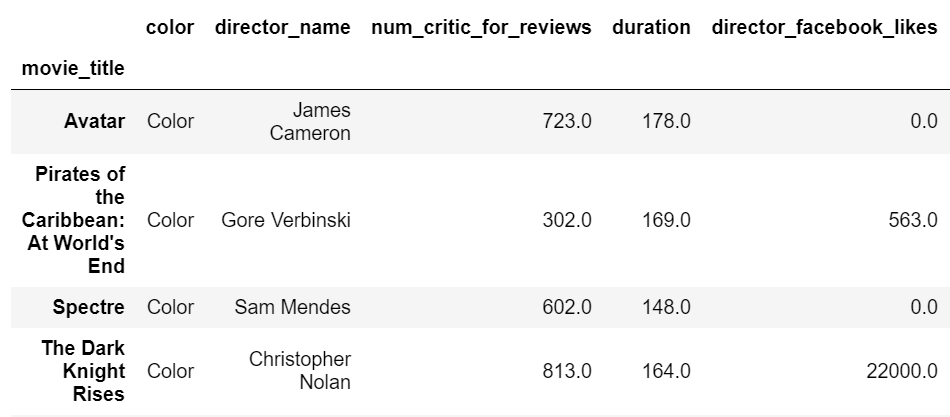 color director_name num_critic_for_reviews duration director_facebook_likes
movie_title
Avatar Color James Cameron 723.0 178.0 0.0
Pirates of the Caribbean: At World's End Color Gore Verbinski 302.0 169.0 563.0
Spectre Color Sam Mendes 602.0 148.0 0.0
The Dark Knight Rises Color Christopher Nolan 813.0 164.0 22000.0